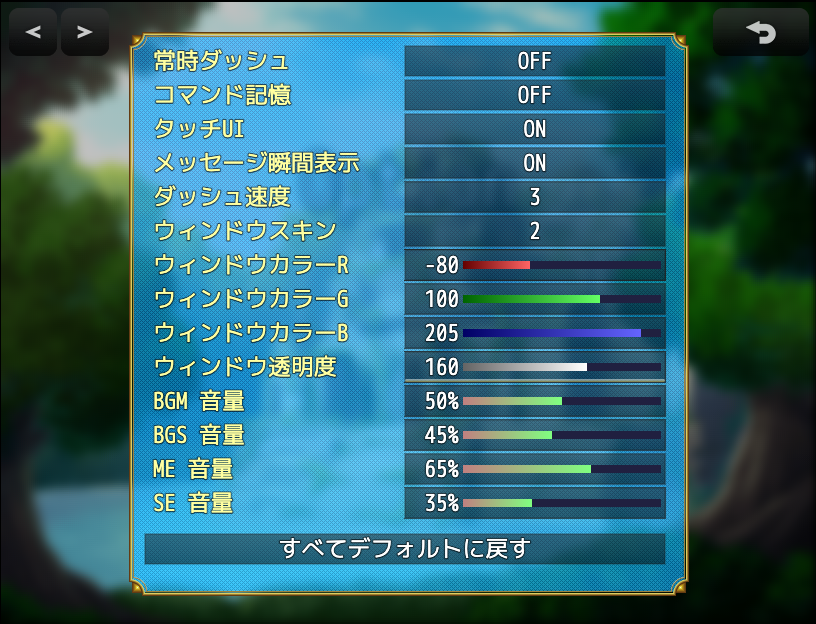 < >
常時ダッシュ OFF
コマンド記憶 OFF
タッチUI ON
メッセージ瞬間表示 ON
ダッシュ速度 3
ウィンドウスキン 2
ウィンドウカラーR -80
ウィンドウカラーG 100
ウィンドウカラーB 205
ウィンドウ透明度 160
BGM 音量 50%
BGS 音量 45%
ME 音量 65%
SE 音量 35%
すべてデフォルトに戻す